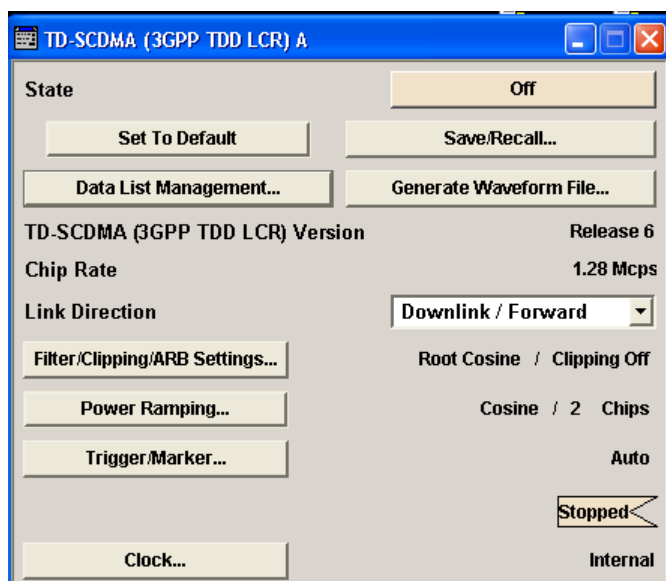 TD-SCDMA (3GPP TDD LCR) A
State Off
Set To Default Save/Recall...
Data List Management... Generate Waveform File...
TD-SCDMA (3GPP TDD LCR) Version Release 6
Chip Rate 1.28 Mcps
Link Direction Downlink / Forward
Filter/Clipping/ARB Settings... Root Cosine / Clipping Off
Power Ramping... Cosine / 2 Chips
Trigger/Marker... Auto
Stopped
Clock... Internal